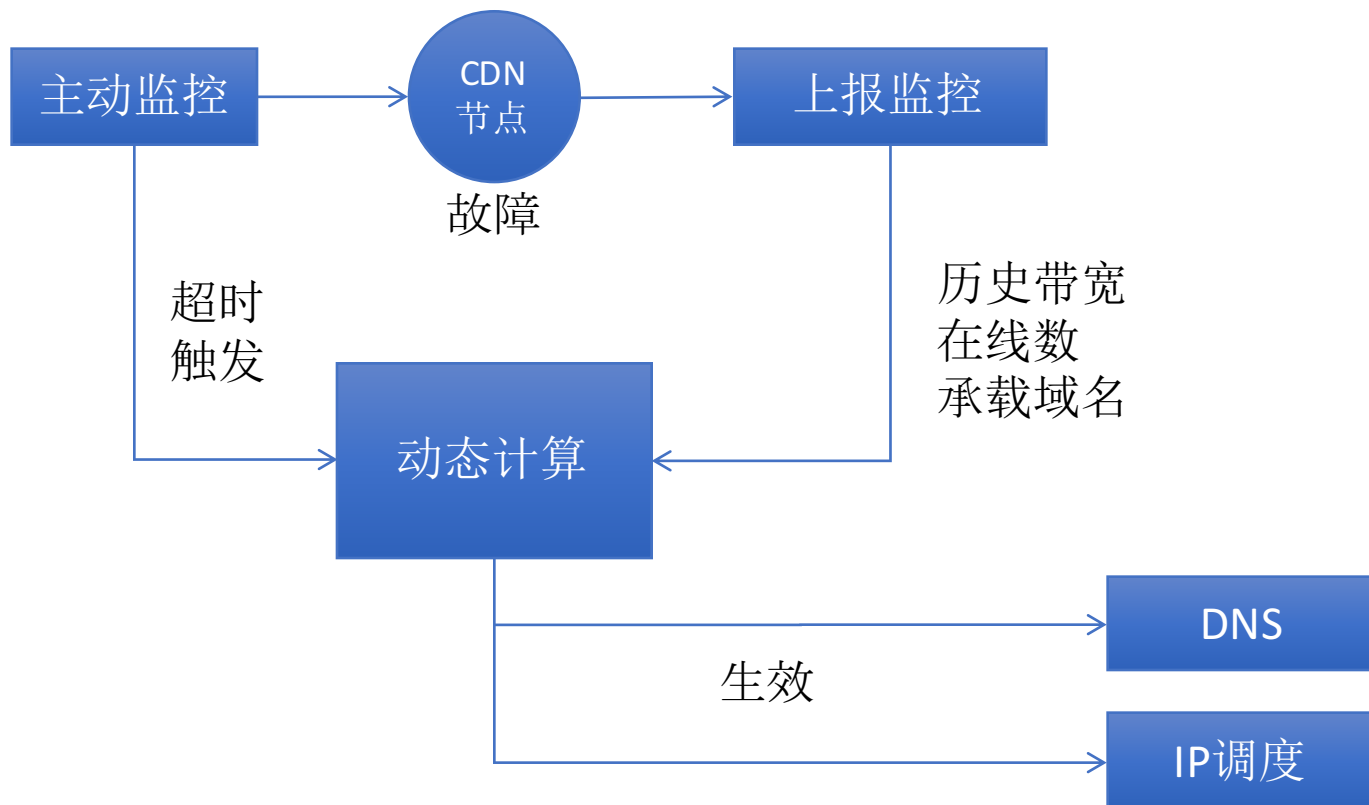 主动监控
CDN
节点
上报监控
故障
超时
触发
历史带宽
在线数
承载域名
动态计算
DNS
生效
IP调度